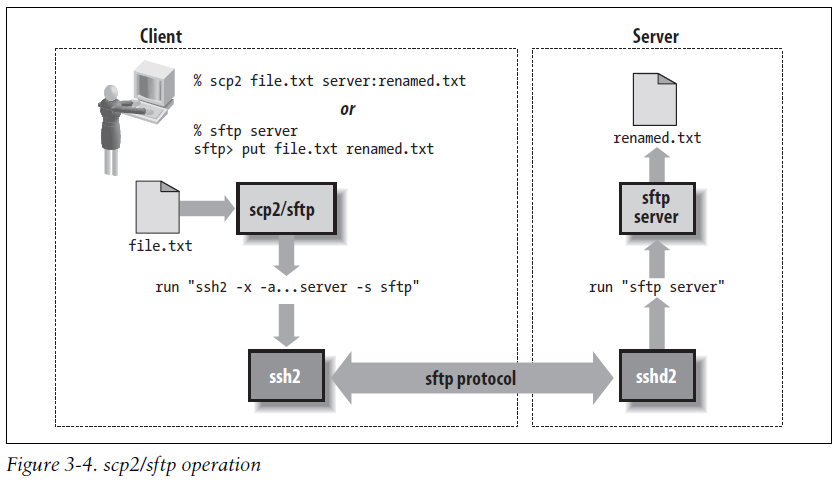 Client
Server
% scp2 file.txt server:renamed.txt
or
% sftp server
sftp> put file.txt renamed.txt
renamed.txt
scp2/sftp
sftp
server
file.txt
run "ssh2 -x -a...server -s sftp"
run "sftp server"
ssh2
sftp protocol
sshd2
Figure 3-4. scp2/sftp operation